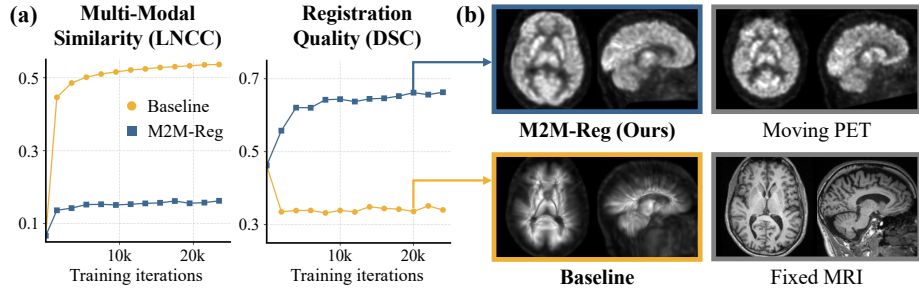 (a)
Multi-Modal
Similarity (LNCC)
0.5
0.3
0.1
Baseline
M2M-Reg
10k
20k
Training iterations
Registration
Quality (DSC)
0.7
0.5
0.3
10k
20k
Training iterations
(b)
M2M-Reg (Ours)
Moving PET
Baseline
Fixed MRI